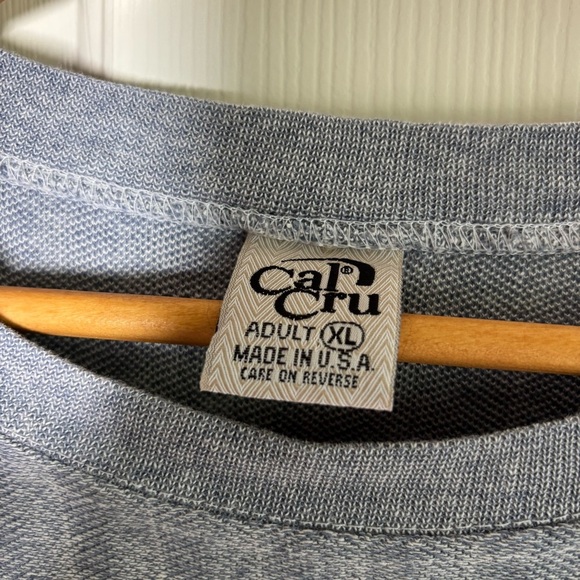 Cal®
Cru
ADULT XL
MADE IN U.S.A.
CARE ON REVERSE